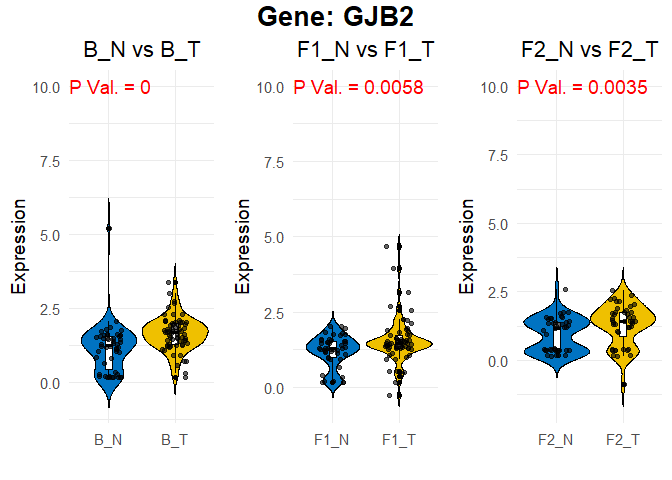 Gene: GJB2
B_N vs B_T
F1_N vs F1_T
F2_N vs F2_T
P Val. = 0
P Val. = 0.0058
P Val. = 0.0035
Expression
10.0
7.5
5.0
2.5
0.0
B_N
B_T
Expression
10.0
7.5
5.0
2.5
0.0
F1_N
F1_T
Expression
10.0
7.5
5.0
2.5
0.0
F2_N
F2_T